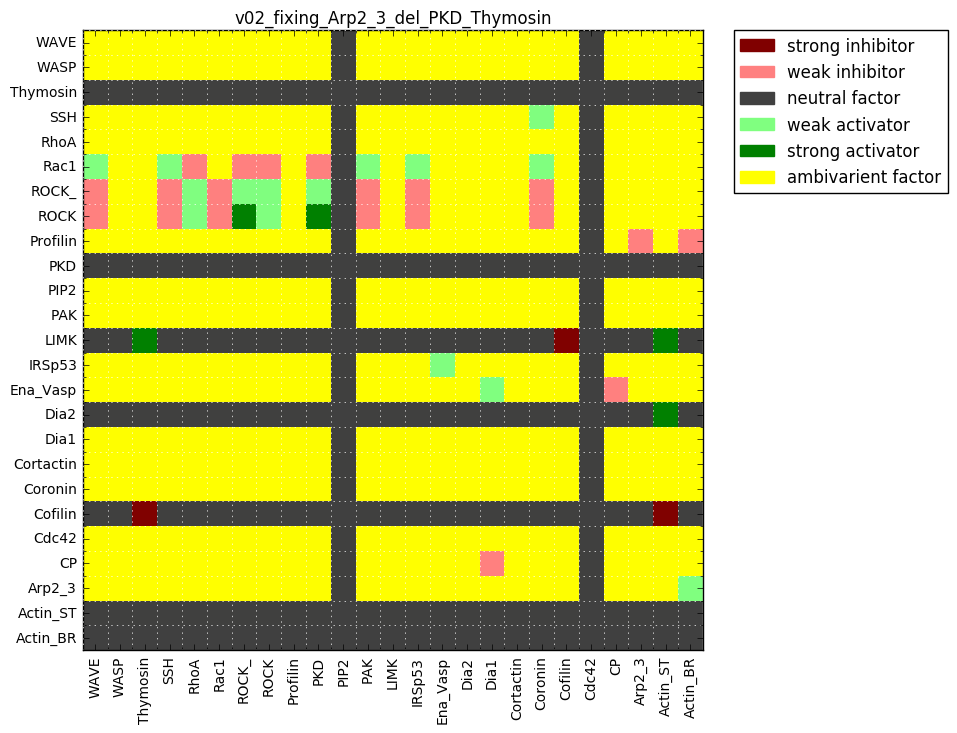 v02_fixing_Arp2_3_del_PKD_Thymosin
WAVE
WASP
Thymosin
SSH
RhoA
Rac1
ROCK_
ROCK
Profilin
PKD
PIP2
PAK
LIMK
IRSp53
Ena_Vasp
Dia2
Dia1
Cortactin
Coronin
Cofilin
Cdc42
CP
Arp2_3
Actin_ST
Actin_BR
WAVE
WASP
Thymosin
SSH
RhoA
Rac1
ROCK_
ROCK
Profilin
PKD
PIP2
PAK
LIMK
IRSp53
Ena_Vasp
Dia2
Dia1
Cortactin
Coronin
Cofilin
Cdc42
CP
Arp2_3
Actin_ST
Actin_BR
strong inhibitor
weak inhibitor
neutral factor
weak activator
strong activator
ambivarient factor